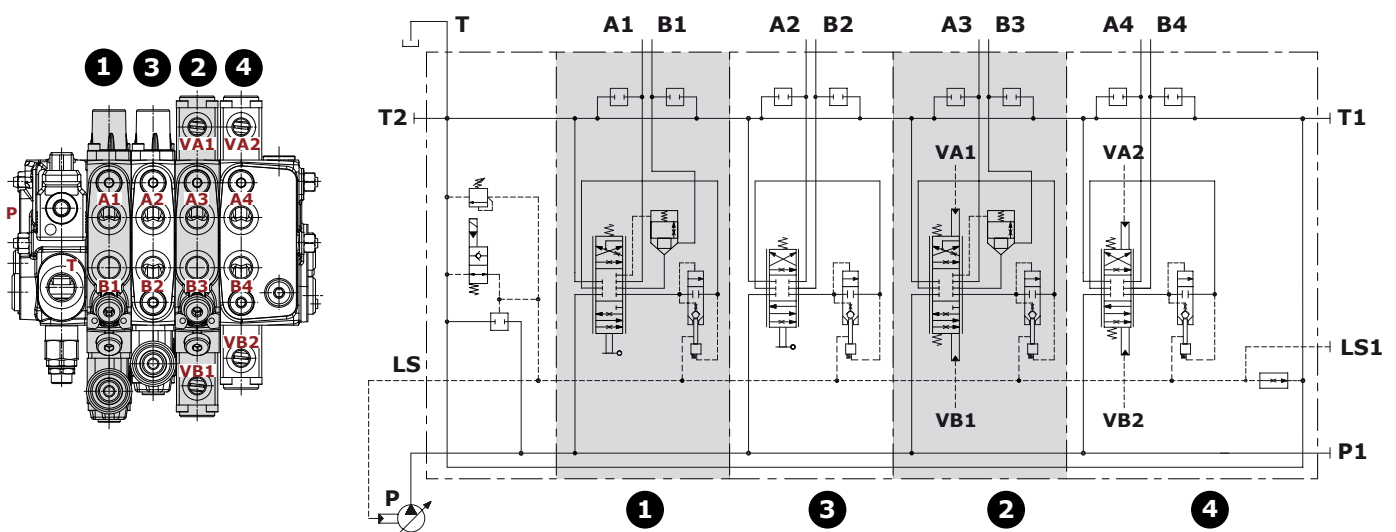 1 3 2 4
VA1 VA2
A1 A2 A3 A4
P
T
B1 B2 B3 B4
VB2
VB1
T A1 B1 A2 B2 A3 B3 A4 B4
T2 T1
VA1 VA2
LS LS1
VB1 VB2
P1
P
1 3 2 4